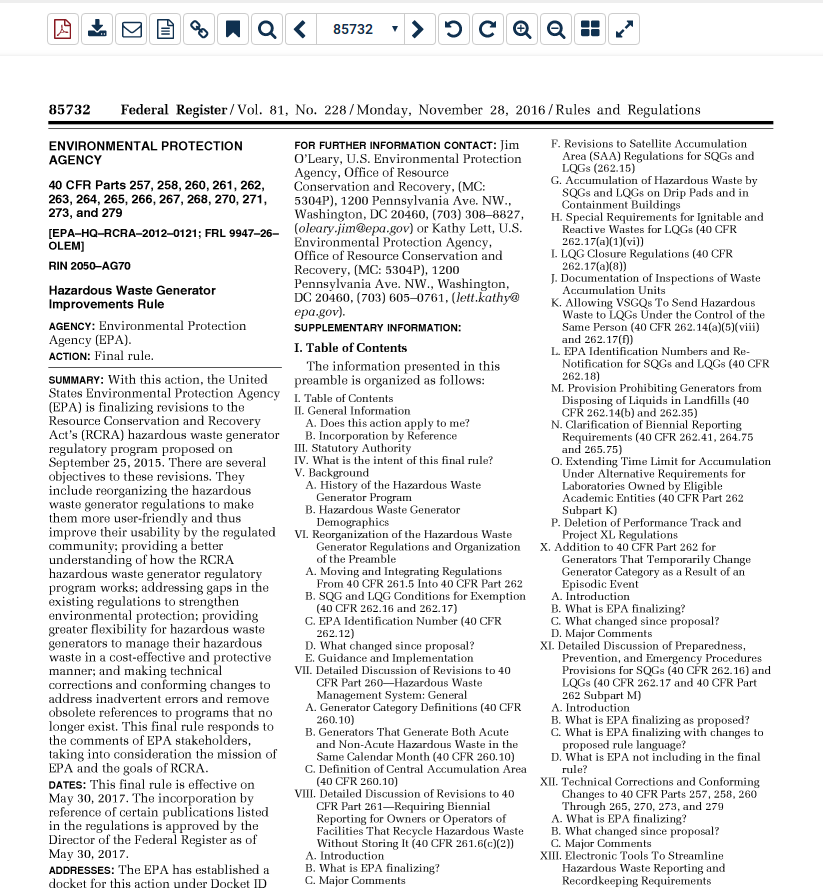 85732
85732 Federal Register / Vol. 81, No. 228 / Monday, November 28, 2016 / Rules and Regulations
ENVIRONMENTAL PROTECTION
AGENCY
40 CFR Parts 257, 258, 260, 261, 262,
263, 264, 265, 266, 267, 268, 270, 271,
273, and 279
[EPA–HQ–RCRA–2012–0121; FRL 9947–26–
OLEM]
RIN 2050–AG70
Hazardous Waste Generator
Improvements Rule
AGENCY: Environmental Protection
Agency (EPA).
ACTION: Final rule.
SUMMARY: With this action, the United
States Environmental Protection Agency
(EPA) is finalizing revisions to the
Resource Conservation and Recovery
Act's (RCRA) hazardous waste generator
regulatory program proposed on
September 25, 2015. There are several
objectives to these revisions. They
include reorganizing the hazardous
waste generator regulations to make
them more user-friendly and thus
improve their usability by the regulated
community; providing a better
understanding of how the RCRA
hazardous waste generator regulatory
program works; addressing gaps in the
existing regulations to strengthen
environmental protection; providing
greater flexibility for hazardous waste
generators to manage their hazardous
waste in a cost-effective and protective
manner; and making technical
corrections and conforming changes to
address inadvertent errors and remove
obsolete references to programs that no
longer exist. This final rule responds to
the comments of EPA stakeholders,
taking into consideration the mission of
EPA and the goals of RCRA.
DATES: This final rule is effective on
May 30, 2017. The incorporation by
reference of certain publications listed
in the regulations is approved by the
Director of the Federal Register as of
May 30, 2017.
ADDRESSES: The EPA has established a
docket for this action under Docket ID
FOR FURTHER INFORMATION CONTACT: Jim
O'Leary, U.S. Environmental Protection
Agency, Office of Resource
Conservation and Recovery, (MC:
5304P), 1200 Pennsylvania Ave. NW.,
Washington, DC 20460, (703) 308–8827,
(oleary.jim@epa.gov) or Kathy Lett, U.S.
Environmental Protection Agency,
Office of Resource Conservation and
Recovery, (MC: 5304P), 1200
Pennsylvania Ave. NW., Washington,
DC 20460, (703) 605–0761, (lett.kathy@
epa.gov).
SUPPLEMENTARY INFORMATION:
I. Table of Contents
The information presented in this
preamble is organized as follows:
I. Table of Contents
II. General Information
A. Does this action apply to me?
B. Incorporation by Reference
III. Statutory Authority
IV. What is the intent of this final rule?
V. Background
A. History of the Hazardous Waste
Generator Program
B. Hazardous Waste Generator
Demographics
VI. Reorganization of the Hazardous Waste
Generator Regulations and Organization
of the Preamble
A. Moving and Integrating Regulations
From 40 CFR 261.5 Into 40 CFR Part 262
B. SQG and LQG Conditions for Exemption
(40 CFR 262.16 and 262.17)
C. EPA Identification Number (40 CFR
262.12)
D. What changed since proposal?
E. Guidance and Implementation
VII. Detailed Discussion of Revisions to 40
CFR Part 260—Hazardous Waste
Management System: General
A. Generator Category Definitions (40 CFR
260.10)
B. Generators That Generate Both Acute
and Non-Acute Hazardous Waste in the
Same Calendar Month (40 CFR 260.10)
C. Definition of Central Accumulation Area
(40 CFR 260.10)
VIII. Detailed Discussion of Revisions to 40
CFR Part 261—Requiring Biennial
Reporting for Owners or Operators of
Facilities That Recycle Hazardous Waste
Without Storing It (40 CFR 261.6(c)(2))
A. Introduction
B. What is EPA finalizing?
C. Major Comments
F. Revisions to Satellite Accumulation
Area (SAA) Regulations for SQGs and
LQGs (262.15)
G. Accumulation of Hazardous Waste by
SQGs and LQGs on Drip Pads and in
Containment Buildings
H. Special Requirements for Ignitable and
Reactive Wastes for LQGs (40 CFR
262.17(a)(1)(vi))
I. LQG Closure Regulations (40 CFR
262.17(a)(8))
J. Documentation of Inspections of Waste
Accumulation Units
K. Allowing VSGQs To Send Hazardous
Waste to LQGs Under the Control of the
Same Person (40 CFR 262.14(a)(5)(viii)
and 262.17(f))
L. EPA Identification Numbers and Re-
Notification for SQGs and LQGs (40 CFR
262.18)
M. Provision Prohibiting Generators from
Disposing of Liquids in Landfills (40
CFR 262.14(b) and 262.35)
N. Clarification of Biennial Reporting
Requirements (40 CFR 262.41, 264.75
and 265.75)
O. Extending Time Limit for Accumulation
Under Alternative Requirements for
Laboratories Owned by Eligible
Academic Entities (40 CFR Part 262
Subpart K)
P. Deletion of Performance Track and
Project XL Regulations
X. Addition to 40 CFR Part 262 for
Generators That Temporarily Change
Generator Category as a Result of an
Episodic Event
A. Introduction
B. What is EPA finalizing?
C. What changed since proposal?
D. Major Comments
XI. Detailed Discussion of Preparedness,
Prevention, and Emergency Procedures
Provisions for SQGs (40 CFR 262.16) and
LQGs (40 CFR 262.17 and 40 CFR Part
262 Subpart M)
A. Introduction
B. What is EPA finalizing as proposed?
C. What is EPA finalizing with changes to
proposed rule language?
D. What is EPA not including in the final
rule?
XII. Technical Corrections and Conforming
Changes to 40 CFR Parts 257, 258, 260
Through 265, 270, 273, and 279
A. What is EPA finalizing?
B. What changed since proposal?
C. Major Comments
XIII. Electronic Tools To Streamline
Hazardous Waste Reporting and
Recordkeeping Requirements